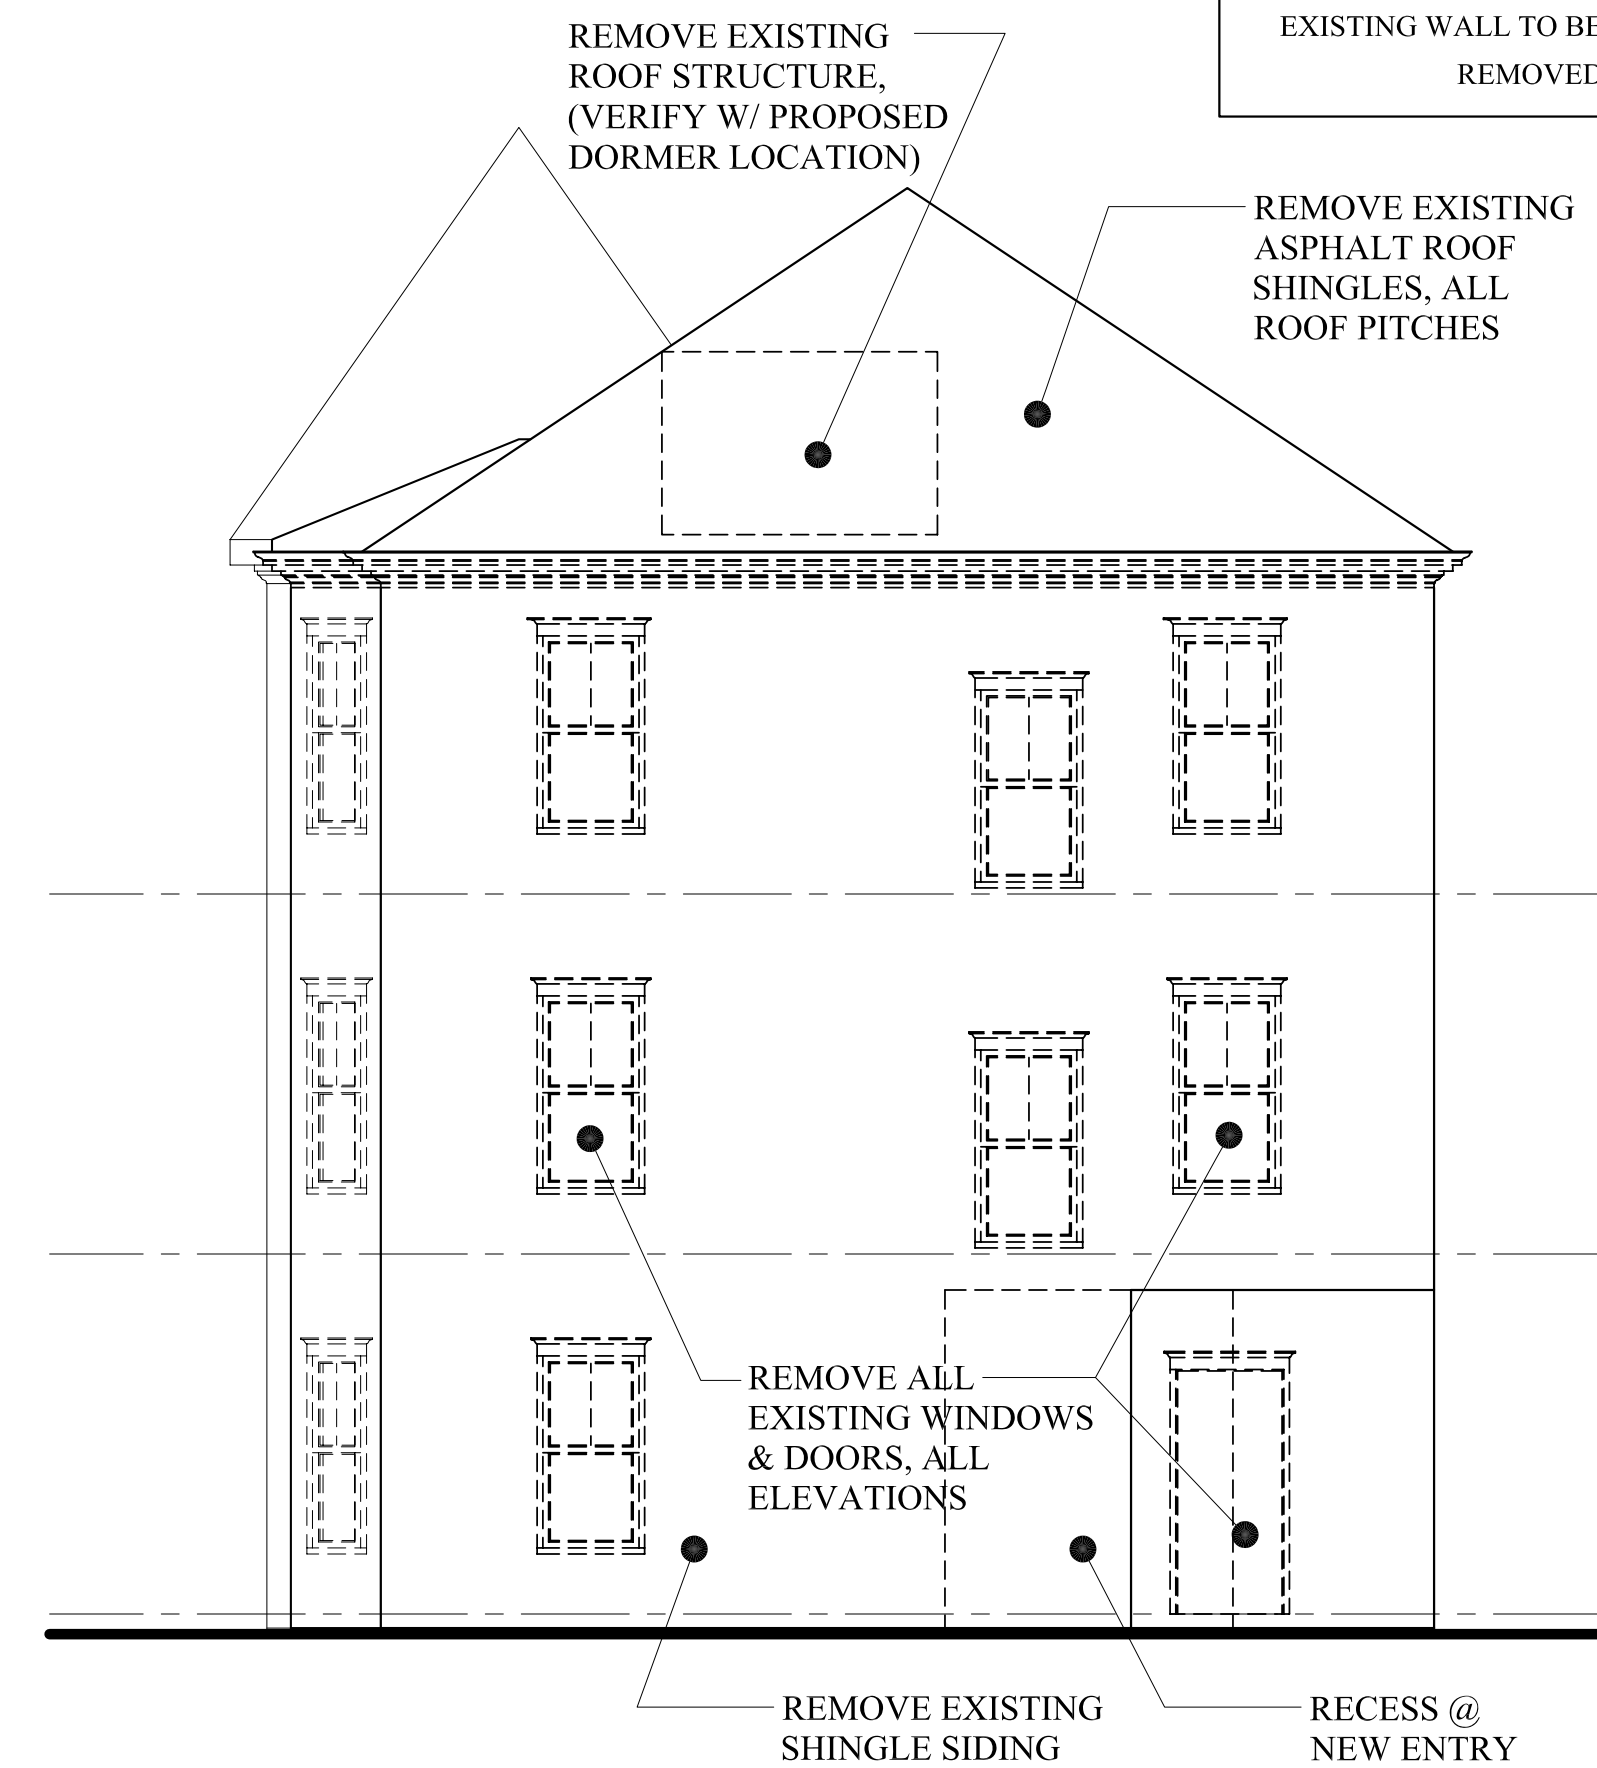 EXISTING WALL TO BE
REMOVED
REMOVE EXISTING
ROOF STRUCTURE,
(VERIFY W/ PROPOSED
DORMER LOCATION)
REMOVE EXISTING
ASPHALT ROOF
SHINGLES, ALL
ROOF PITCHES
REMOVE ALL
EXISTING WINDOWS
& DOORS, ALL
ELEVATIONS
REMOVE EXISTING
SHINGLE SIDING
RECESS @
NEW ENTRY